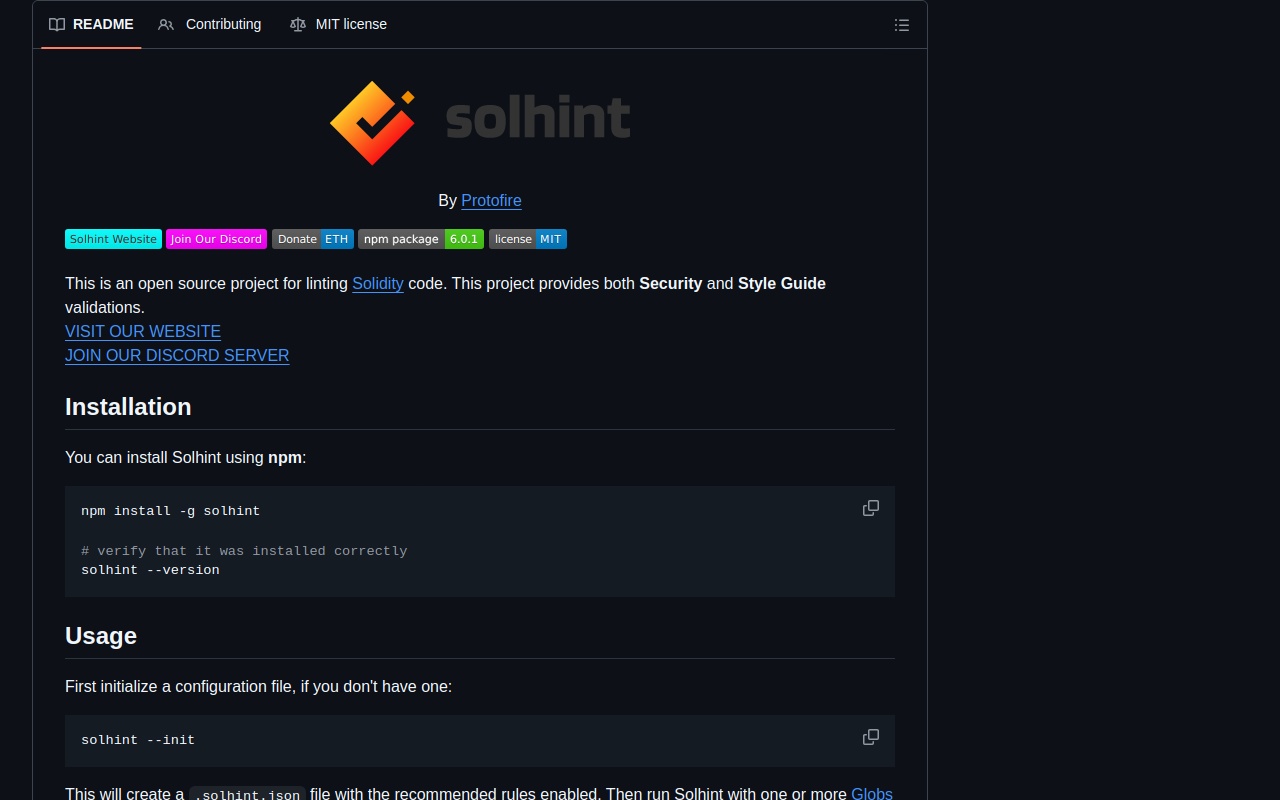 README Contributing MIT license
solhint
By Protofire
Solhint Website Join Our Discord Donate ETH npm package 6.0.1 license MIT
This is an open source project for linting Solidity code. This project provides both Security and Style Guide
validations.
VISIT OUR WEBSITE
JOIN OUR DISCORD SERVER
Installation
You can install Solhint using npm:
npm install -g solhint
# verify that it was installed correctly
solhint --version
Usage
First initialize a configuration file, if you don't have one:
solhint --init
This will create a .solhint.json file with the recommended rules enabled. Then run Solhint with one or more Globs